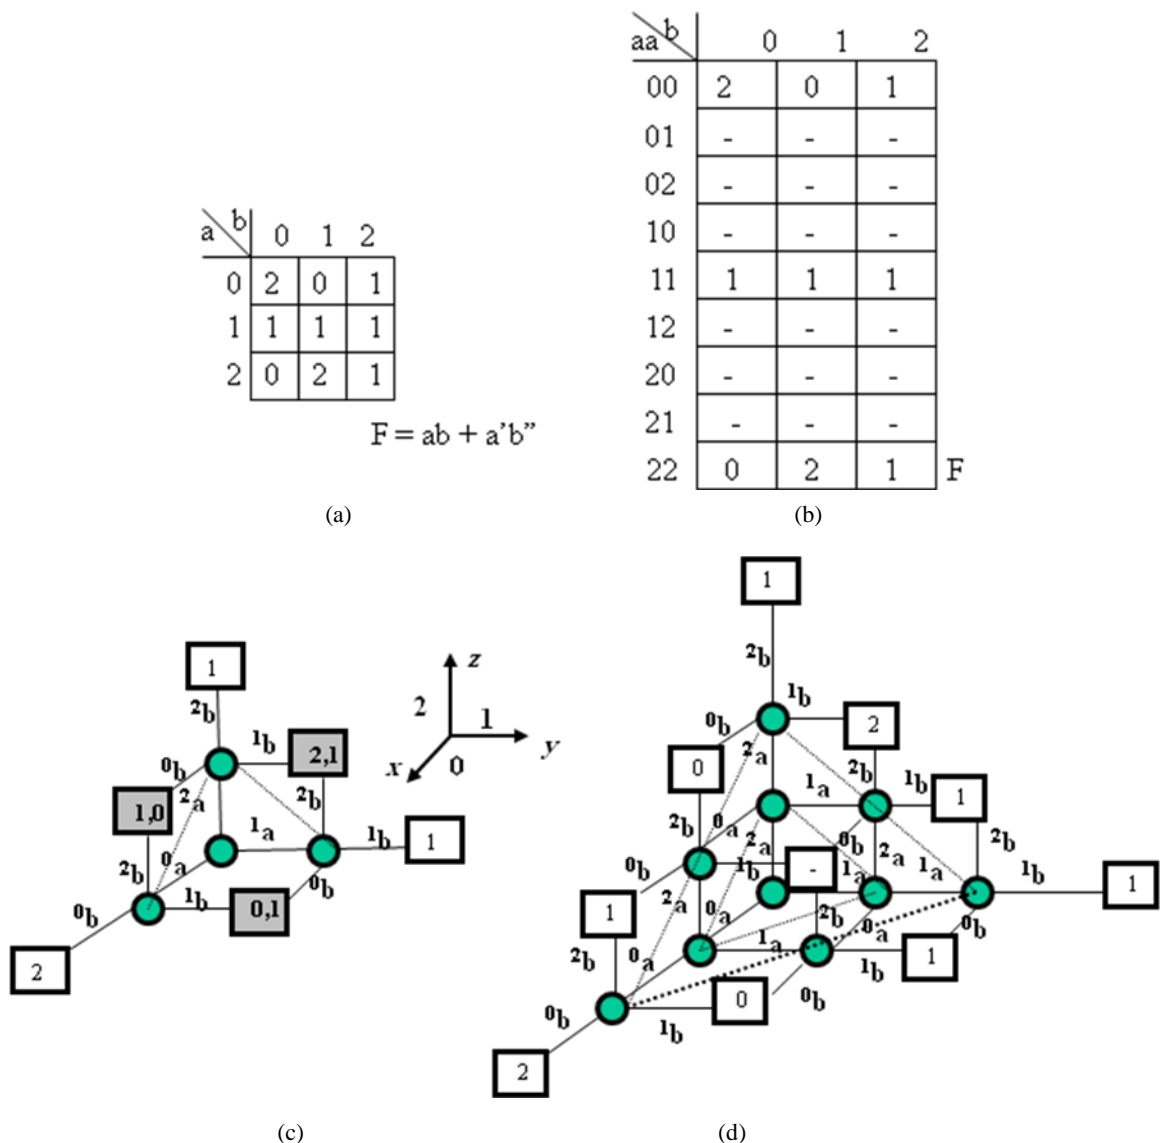 a b 0 1 2
0 2 0 1
1 1 1 1
2 0 2 1
F = ab + a’b”
(a)
aa b 0 1 2
00 2 0 1
01 - - -
02 - - -
10 - - -
11 1 1 1
12 - - -
20 - - -
21 - - -
22 0 2 1 F
(b)
1
2b
1b
0b
2,1
2a
1,0
2b
1a
1b
1
2b
0a
0b
1b
0b
0,1
2
z
2
1
y
x
0
(c)
1
2b
1b
0b
2
2a
0
2b
1b
1a
1
2b
0a
2a
0b
2b
0b
1b
-
2a
1a
1a
1b
1
1
2a
0a
2b
0a
0b
2b
0a
1a
1b
1
0
0b
0b
1b
2
(d)